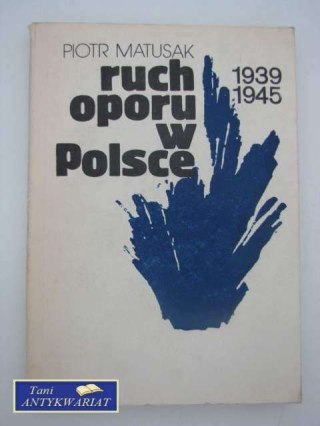 PIOTR MATUSAK
ruch
oporu
w
Polsce
1939
1945
Tani
ANTYKWARIAT